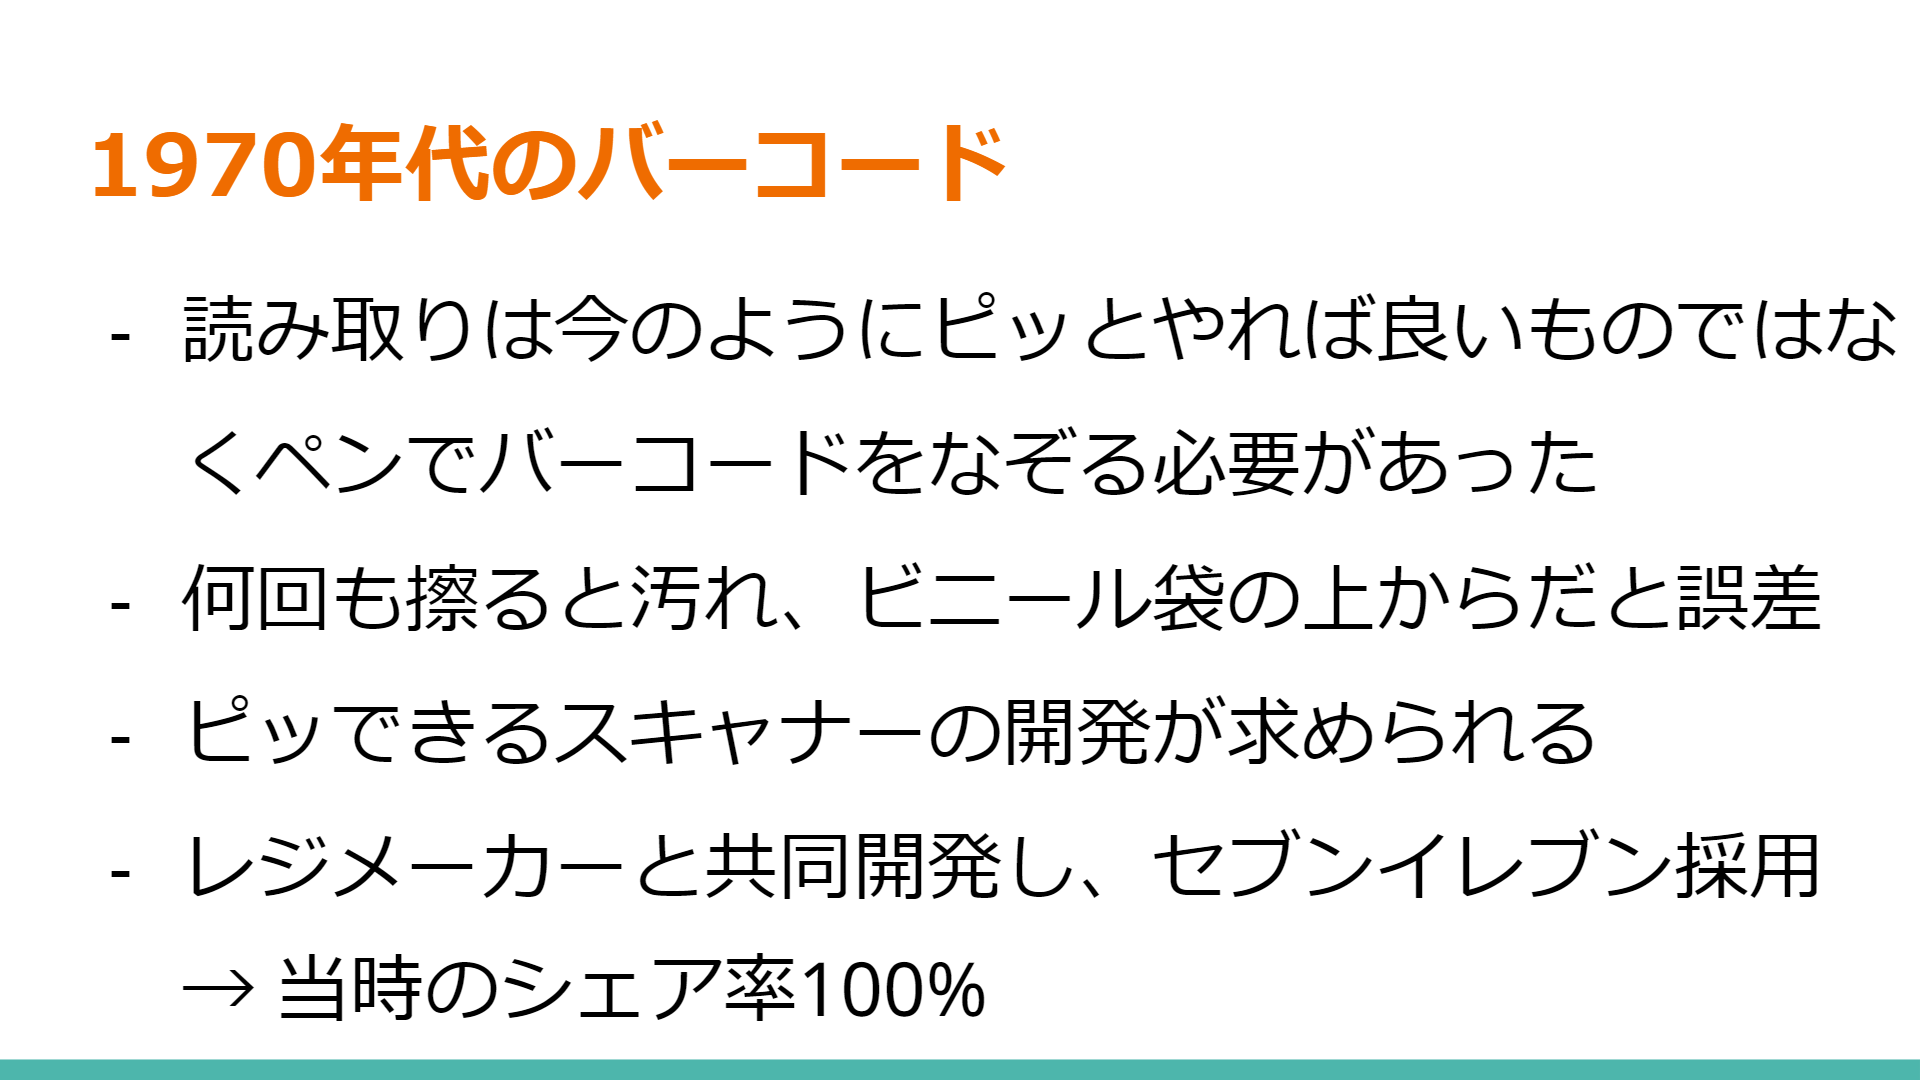 1970年代のバーコード
- 読み取りは今のようにピッとやれば良いものではな
くペンでバーコードをなぞる必要があった
- 何回も擦ると汚れ、ビニール袋の上からだと誤差
- ピッできるスキャナーの開発が求められる
- レジメーカーと共同開発し、セブンイレブン採用
→ 当時のシェア率100%